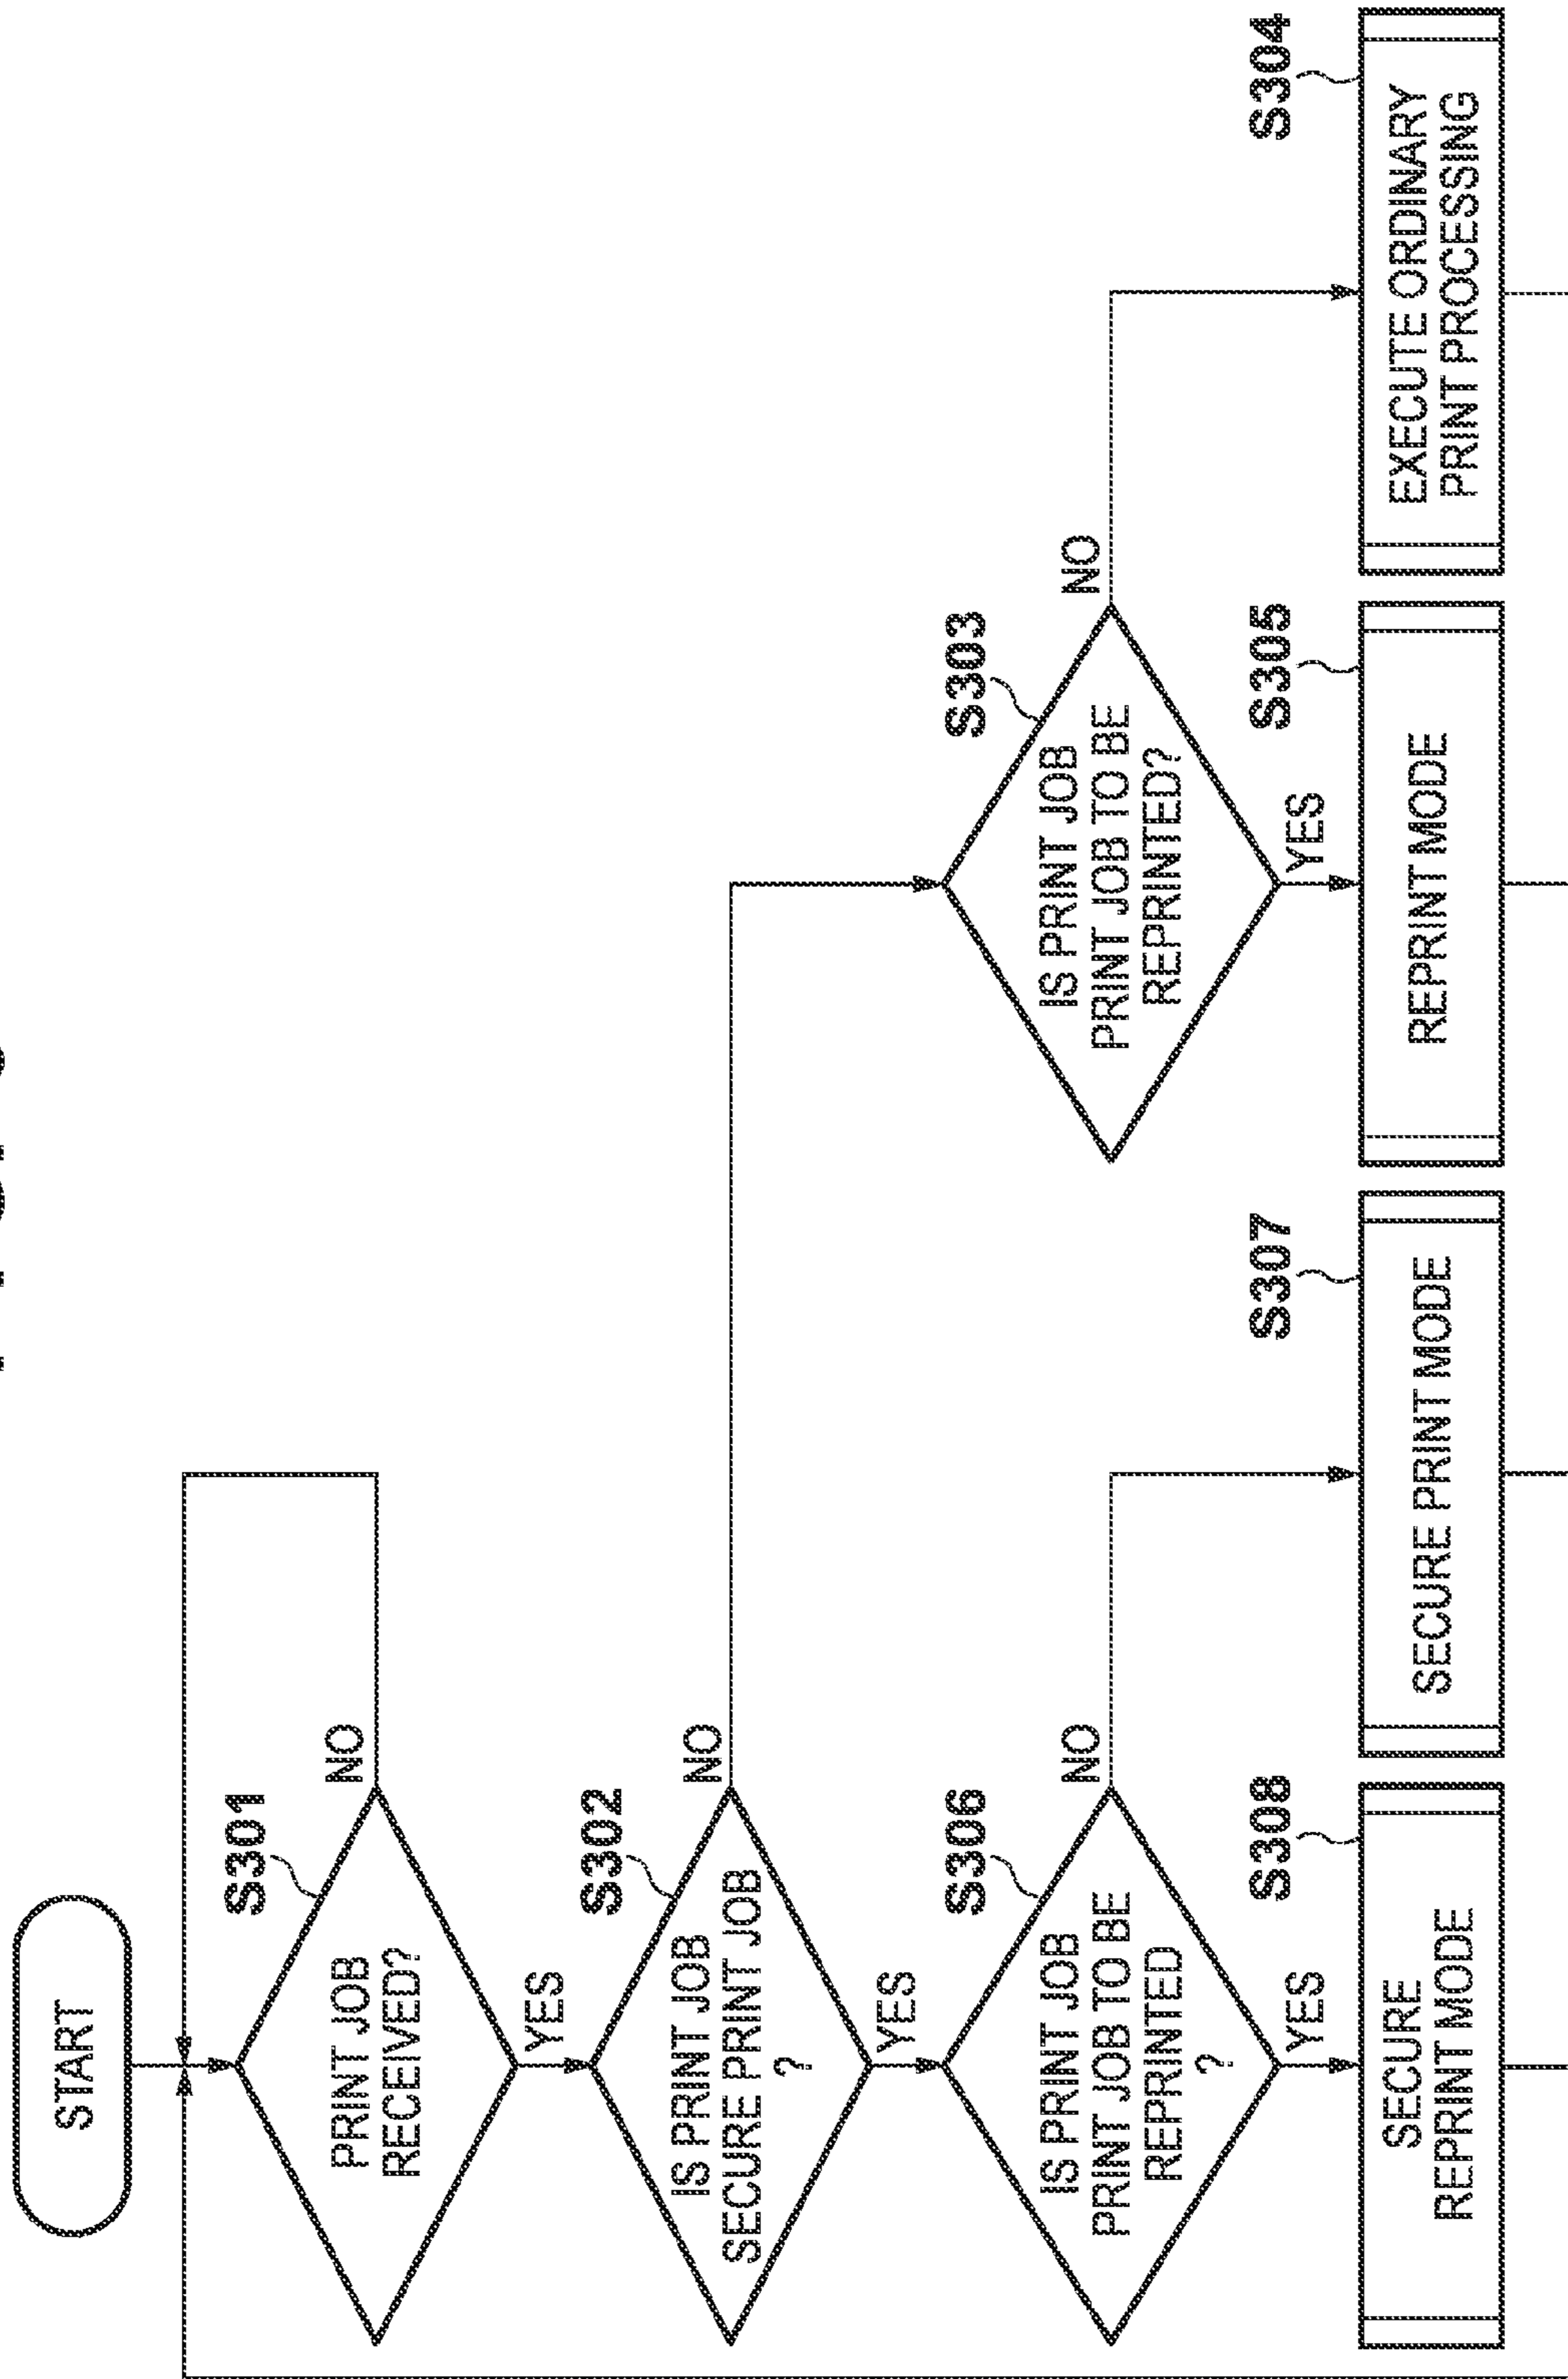 START
S301
PRINT JOB
RECEIVED?
NO
YES
S302
IS PRINT JOB
SECURE PRINT JOB
?
NO
YES
S303
IS PRINT JOB
PRINT JOB TO BE
REPRINTED?
NO
YES
S306
IS PRINT JOB
PRINT JOB TO BE
REPRINTED
?
NO
YES
S308
SECURE
REPRINT MODE
S307
SECURE PRINT MODE
S305
REPRINT MODE
S304
EXECUTE ORDINARY
PRINT PROCESSING